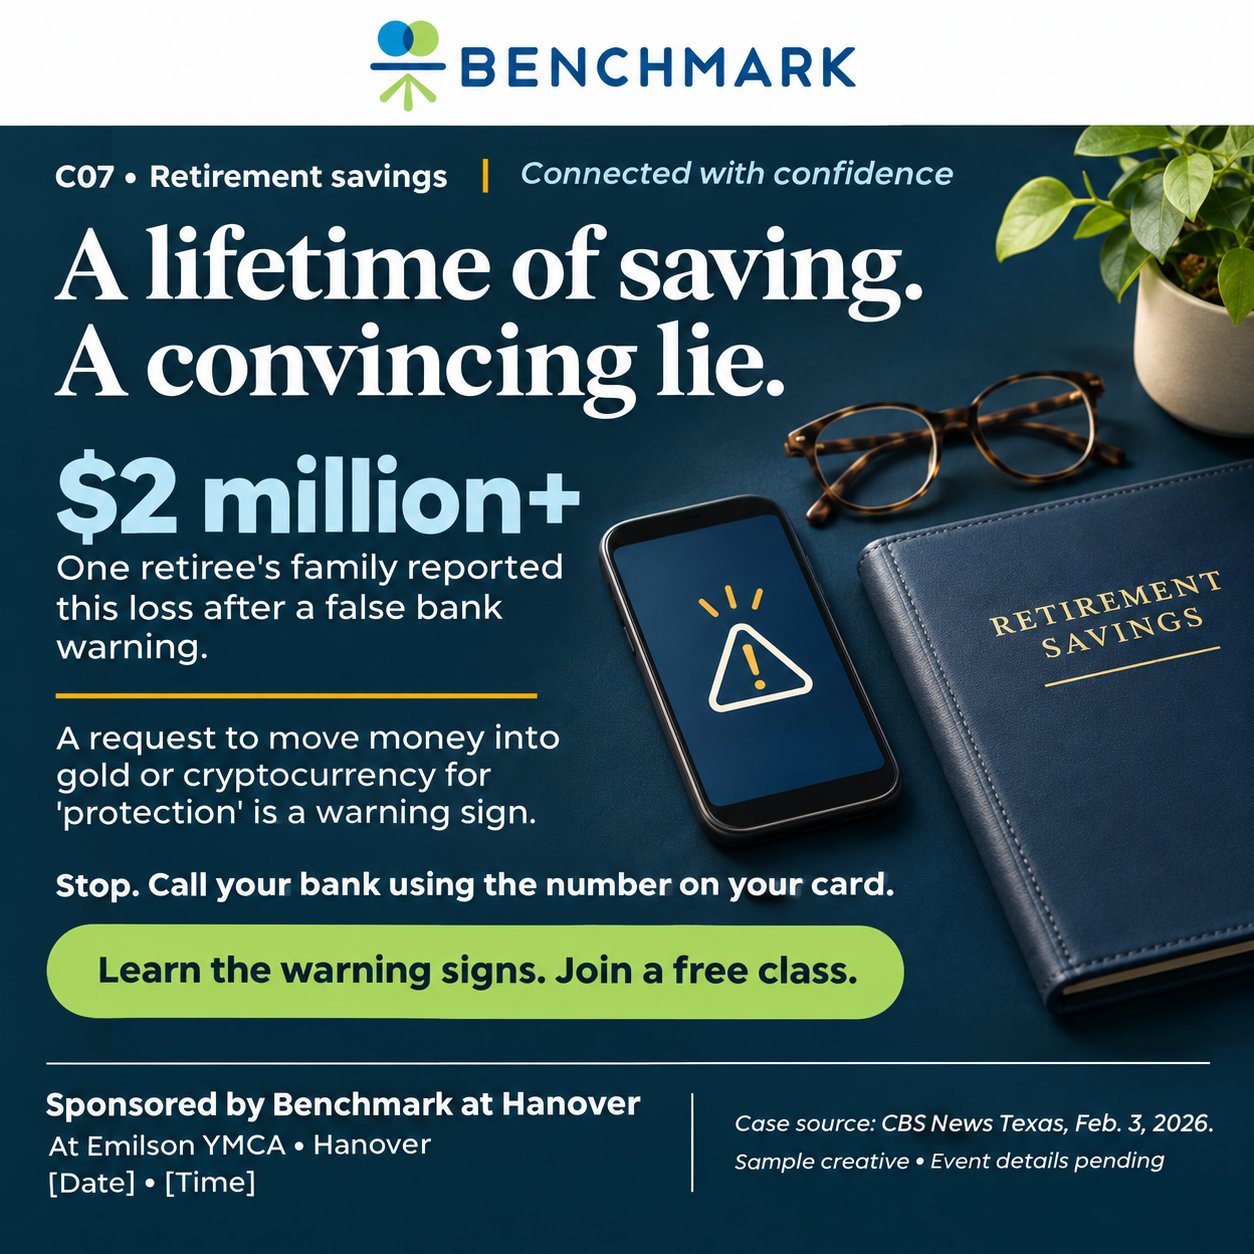 BENCHMARK
C07 • Retirement savings | Connected with confidence
A lifetime of saving.
A convincing lie.
$2 million+
One retiree's family reported
this loss after a false bank
warning.
RETIREMENT
SAVINGS
A request to move money into
gold or cryptocurrency for
'protection' is a warning sign.
Stop. Call your bank using the number on your card.
Learn the warning signs. Join a free class.
Sponsored by Benchmark at Hanover
At Emilson YMCA • Hanover
[Date] • [Time]
Case source: CBS News Texas, Feb. 3, 2026.
Sample creative • Event details pending